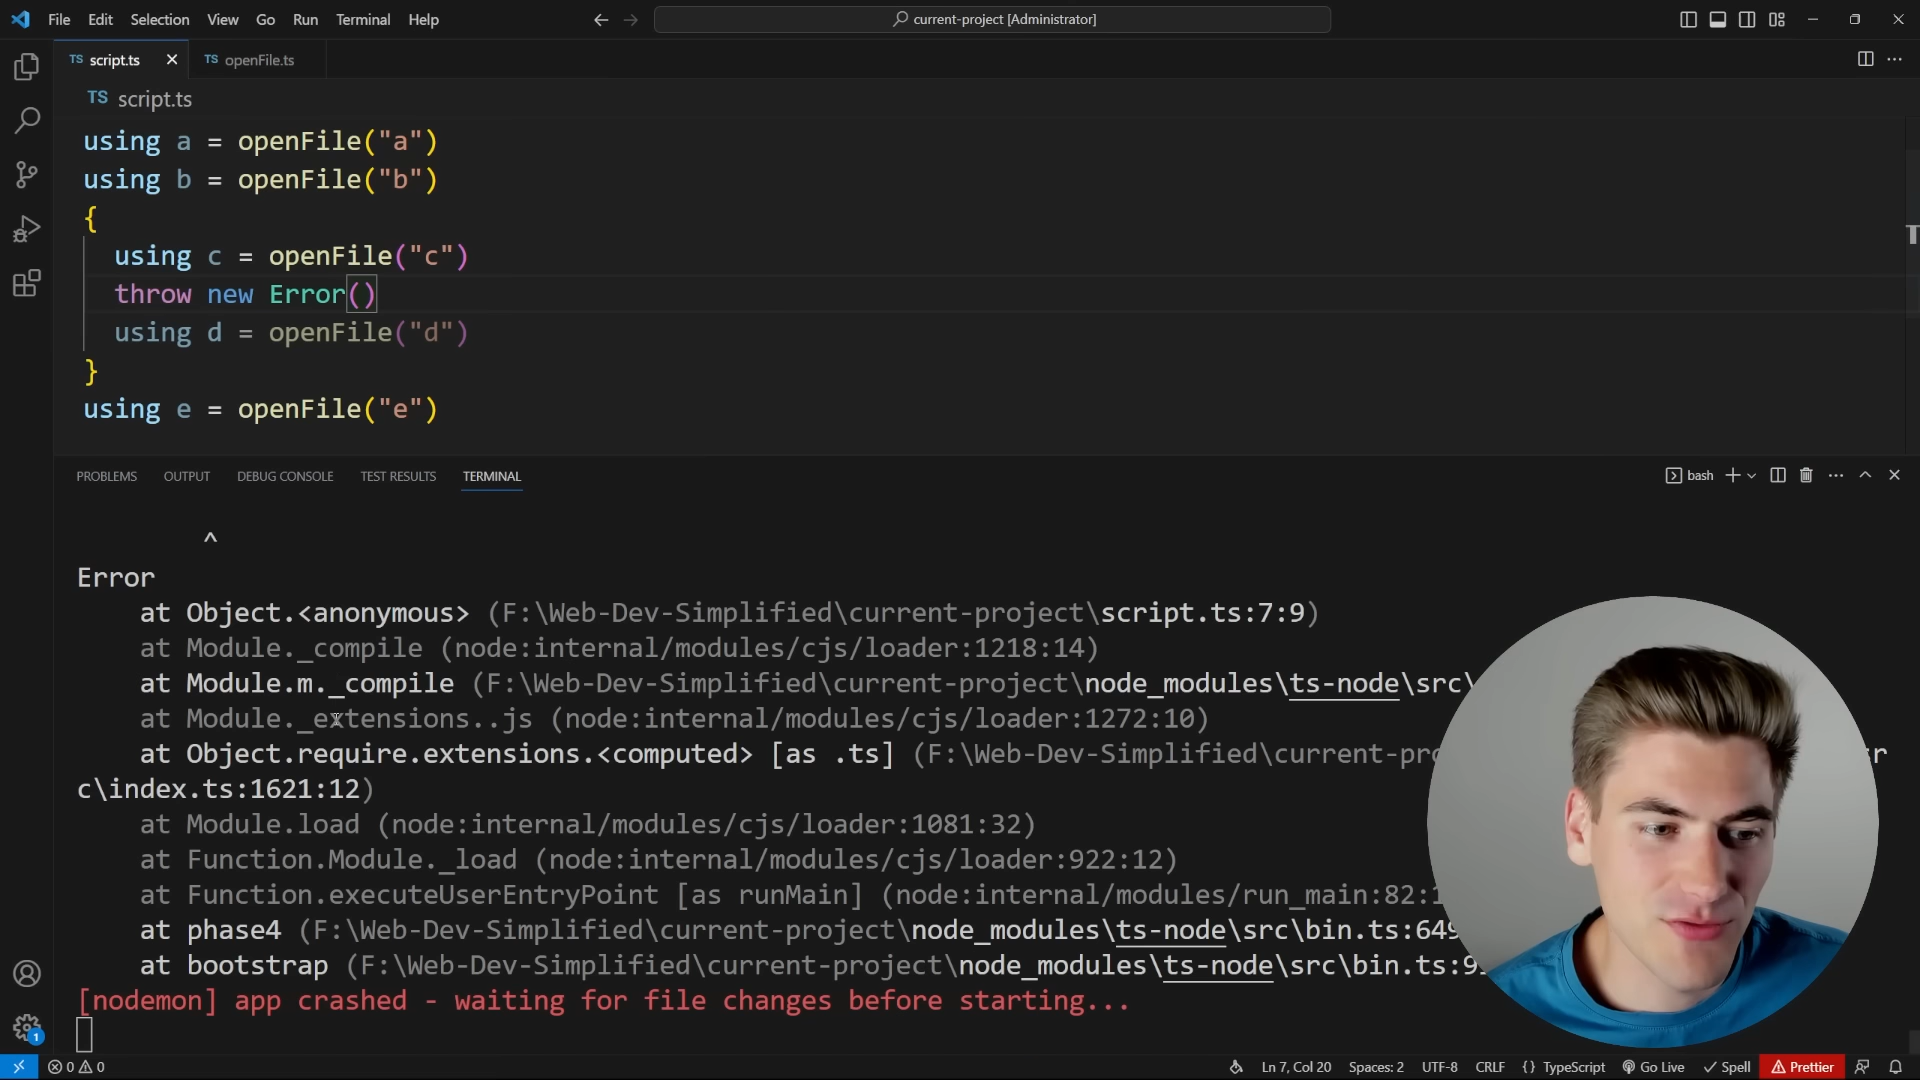 File Edit Selection View Go Run Terminal Help
current-project [Administrator]
TS script.ts
TS openFile.ts
TS script.ts
using a = openFile("a")
using b = openFile("b")
{
using c = openFile("c")
throw new Error()
using d = openFile("d")
}
using e = openFile("e")
PROBLEMS OUTPUT DEBUG CONSOLE TEST RESULTS TERMINAL
bash
^
Error
at Object.<anonymous> (F:\Web-Dev-Simplified\current-project\script.ts:7:9)
at Module._compile (node:internal/modules/cjs/loader:1218:14)
at Module.m._compile (F:\Web-Dev-Simplified\current-project\node_modules\ts-node\src\
at Module._extensions..js (node:internal/modules/cjs/loader:1272:10)
at Object.require.extensions.<computed> [as .ts] (F:\Web-Dev-Simplified\current-pro
c\index.ts:1621:12)
at Module.load (node:internal/modules/cjs/loader:1081:32)
at Function.Module._load (node:internal/modules/cjs/loader:922:12)
at Function.executeUserEntryPoint [as runMain] (node:internal/modules/run_main:82:1
at phase4 (F:\Web-Dev-Simplified\current-project\node_modules\ts-node\src\bin.ts:649
at bootstrap (F:\Web-Dev-Simplified\current-project\node_modules\ts-node\src\bin.ts:9
[nodemon] app crashed - waiting for file changes before starting...
1
0 0
Ln 7, Col 20 Spaces: 2 UTF-8 CRLF {} TypeScript Go Live Spell Prettier